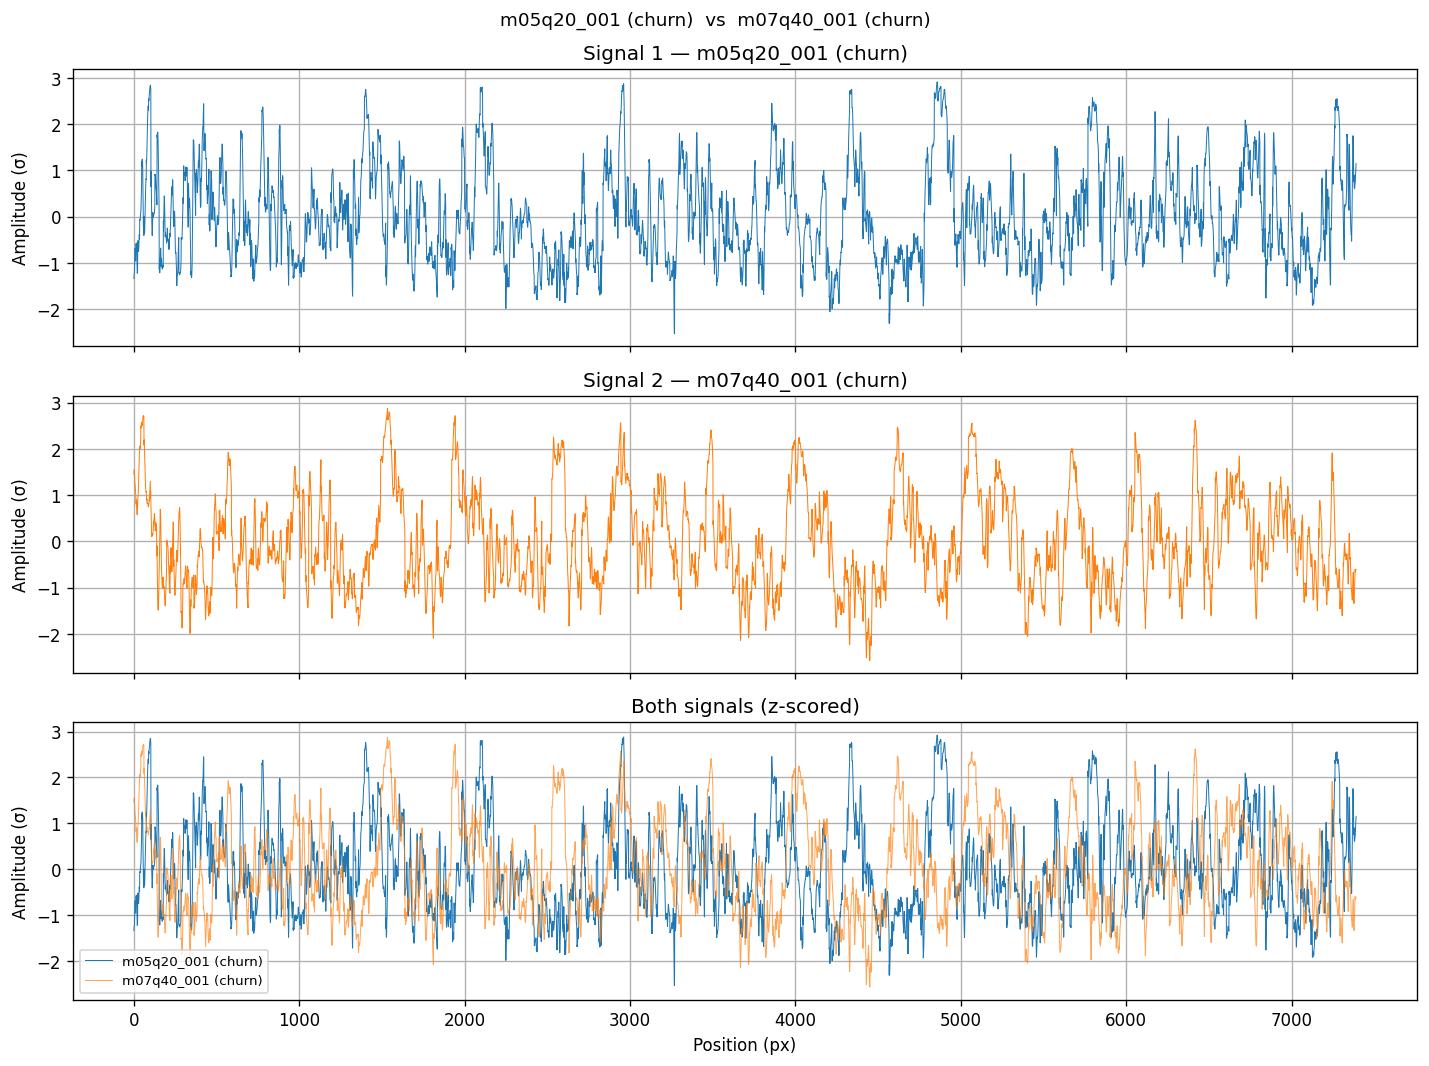 m05q20_001 (churn)  vs  m07q40_001 (churn)
Signal 1 — m05q20_001 (churn)
3
2
1
0
−1
−2
Amplitude (σ)
Signal 2 — m07q40_001 (churn)
3
2
1
0
−1
−2
Amplitude (σ)
Both signals (z-scored)
3
2
1
0
−1
−2
Amplitude (σ)
m05q20_001 (churn)
m07q40_001 (churn)
0 1000 2000 3000 4000 5000 6000 7000
Position (px)